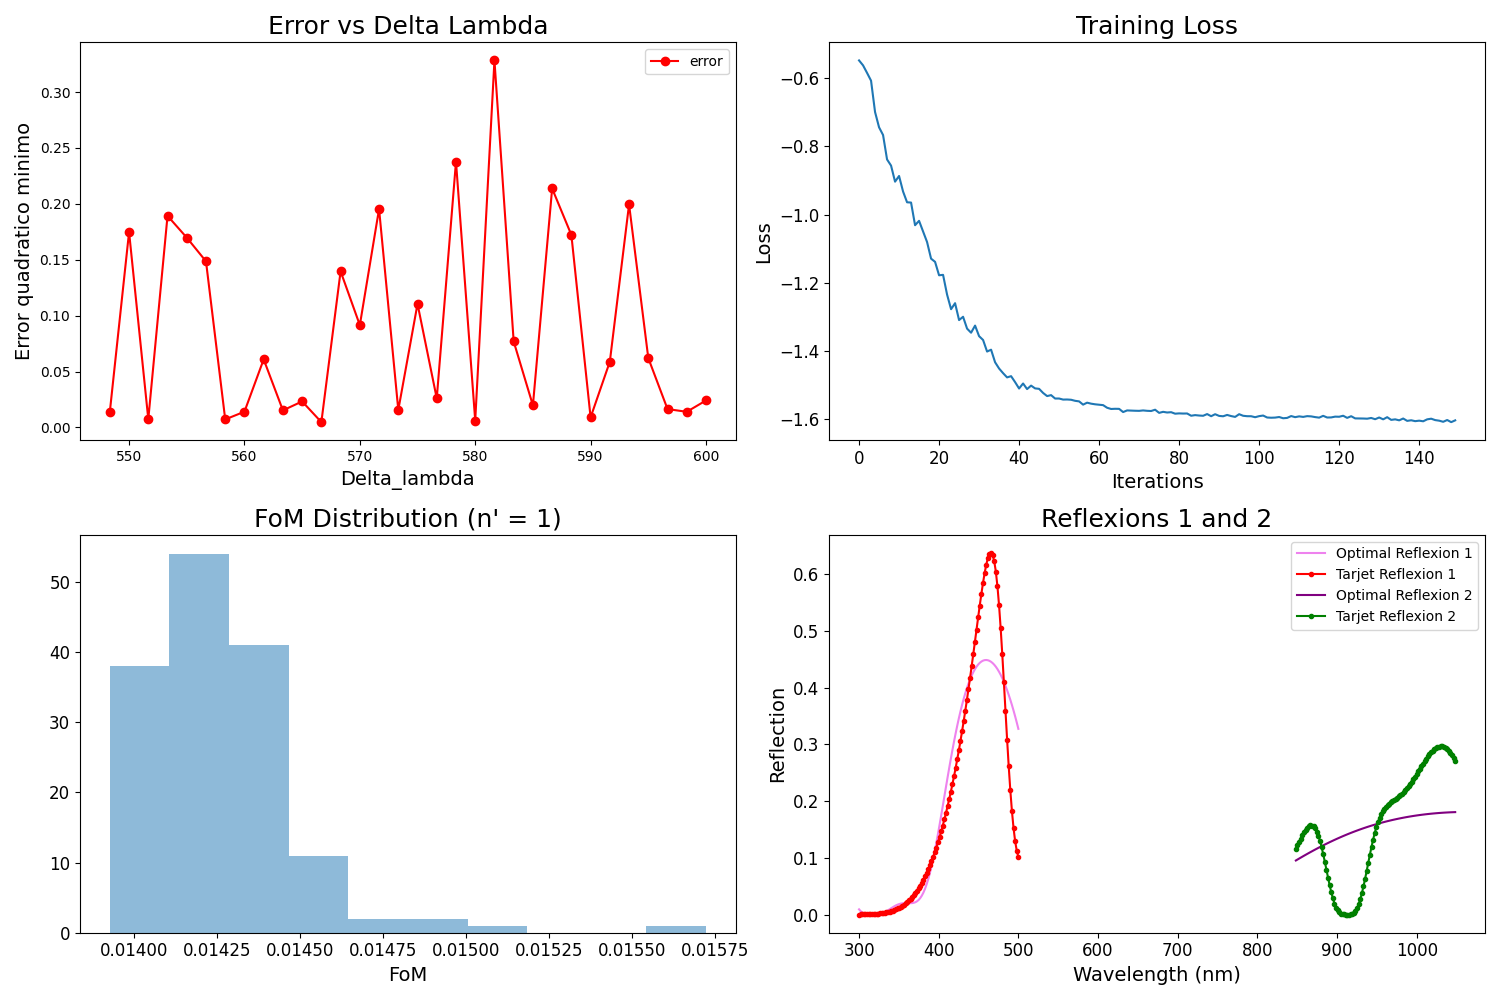 Error vs Delta Lambda
error
Error quadratico minimo
0.30
0.25
0.20
0.15
0.10
0.05
0.00
550 560 570 580 590 600
Delta_lambda
Training Loss
Loss
−0.6
−0.8
−1.0
−1.2
−1.4
−1.6
0 20 40 60 80 100 120 140
Iterations
FoM Distribution (n' = 1)
50
40
30
20
10
0
0.01400 0.01425 0.01450 0.01475 0.01500 0.01525 0.01550 0.01575
FoM
Reflexions 1 and 2
Optimal Reflexion 1
Tarjet Reflexion 1
Optimal Reflexion 2
Tarjet Reflexion 2
Reflection
0.6
0.5
0.4
0.3
0.2
0.1
0.0
300 400 500 600 700 800 900 1000
Wavelength (nm)